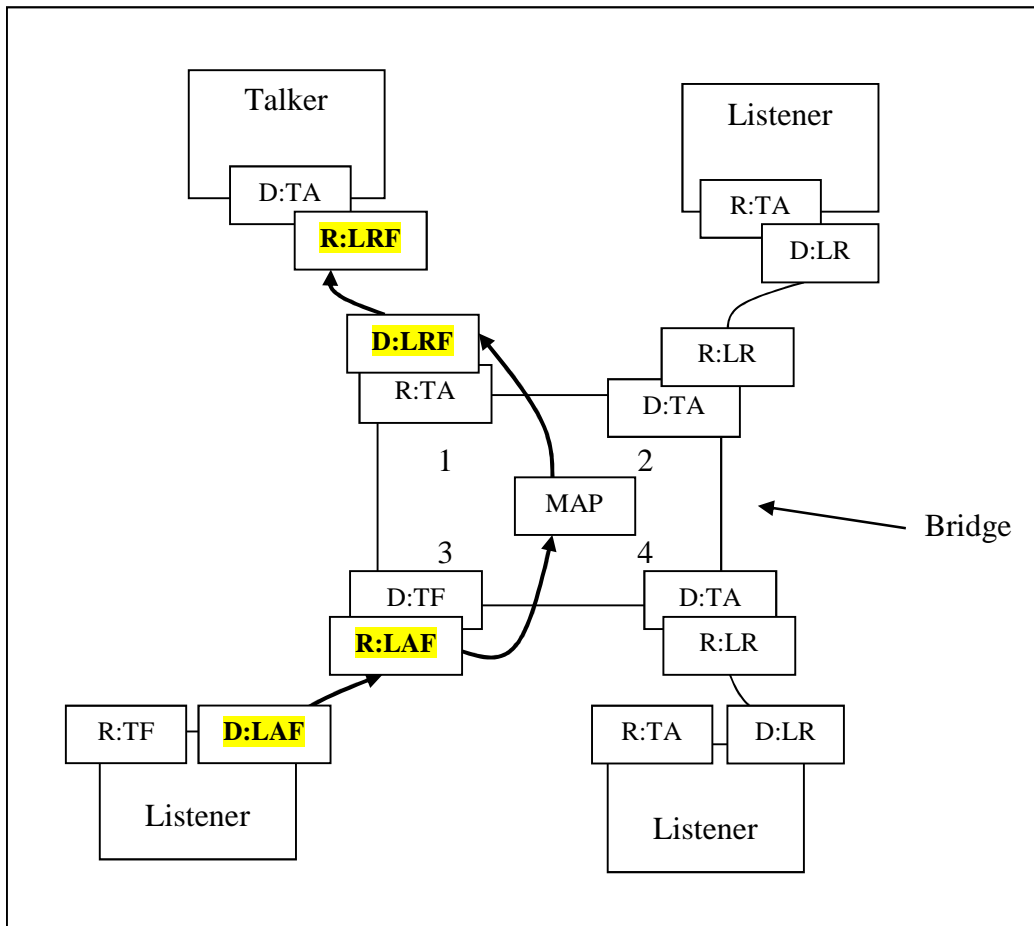 Talker
Listener
D:TA
R:TA
R:LRF
D:LR
D:LRF
R:LR
R:TA
D:TA
1
2
MAP
Bridge
3
4
D:TF
D:TA
R:LAF
R:LR
R:TF
D:LAF
R:TA
D:LR
Listener
Listener